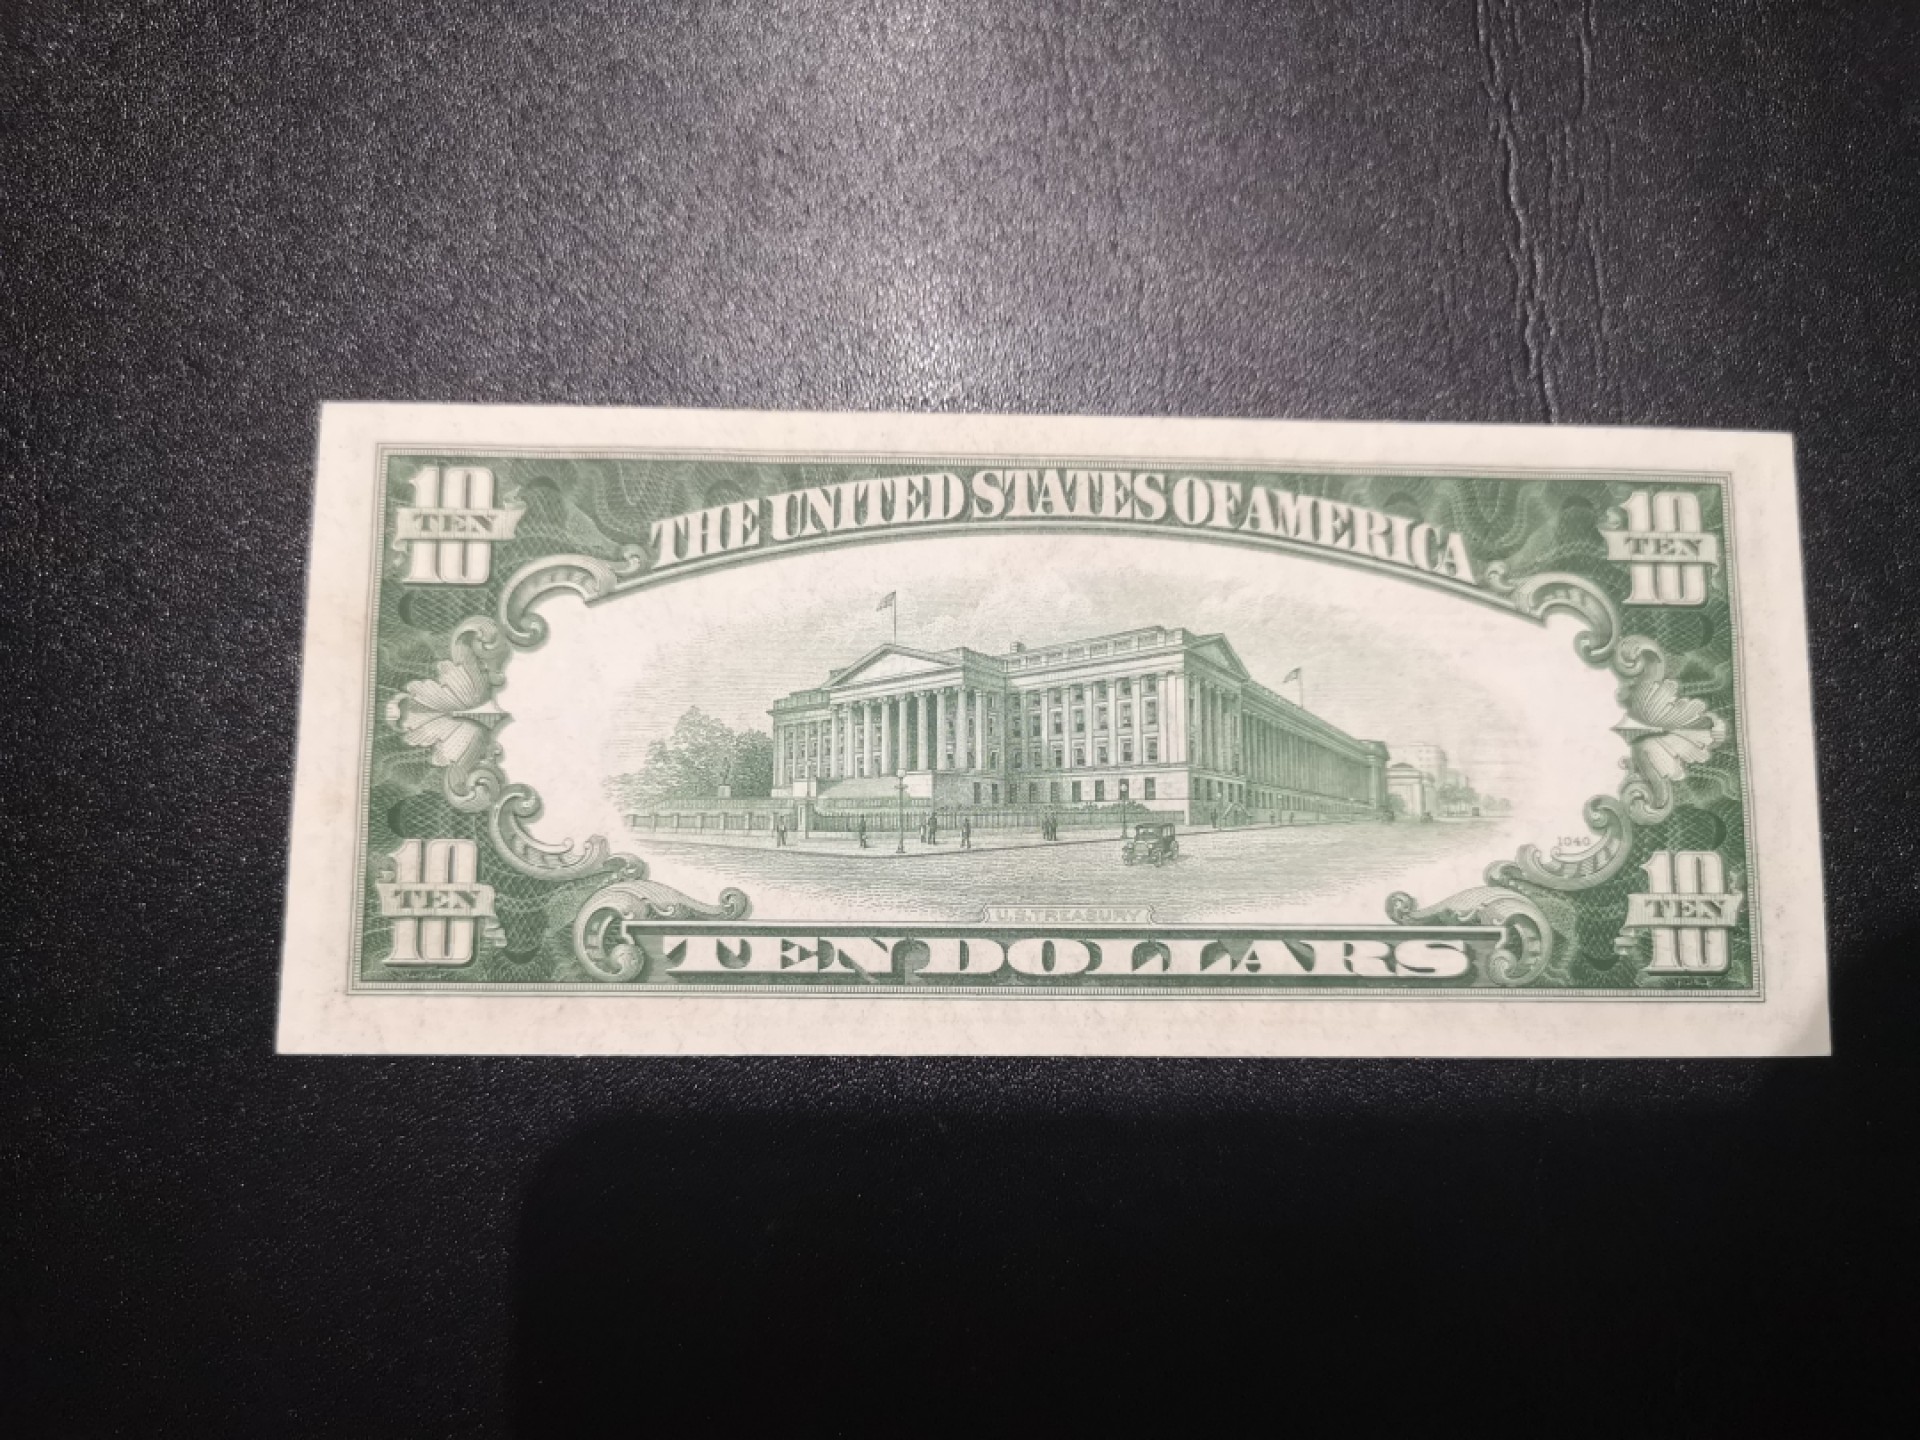 10 TEN 10
THE UNITED STATES OF AMERICA
10 TEN 10
1040
10 TEN 10
U.S. TREASURY
10 TEN 10
TEN DOLLARS